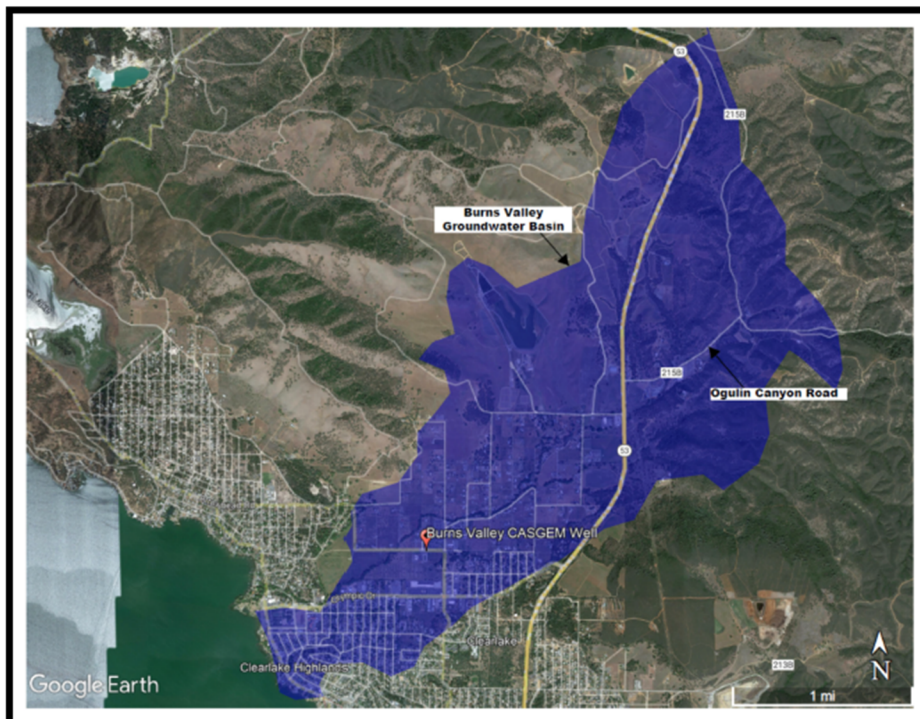 53
215B
Burns Valley
Groundwater Basin
215B
Ogulin Canyon Road
53
Burns Valley CASGEM Well
Clearlake
Clearlake Highlands
213B
N
Google Earth
1 mi